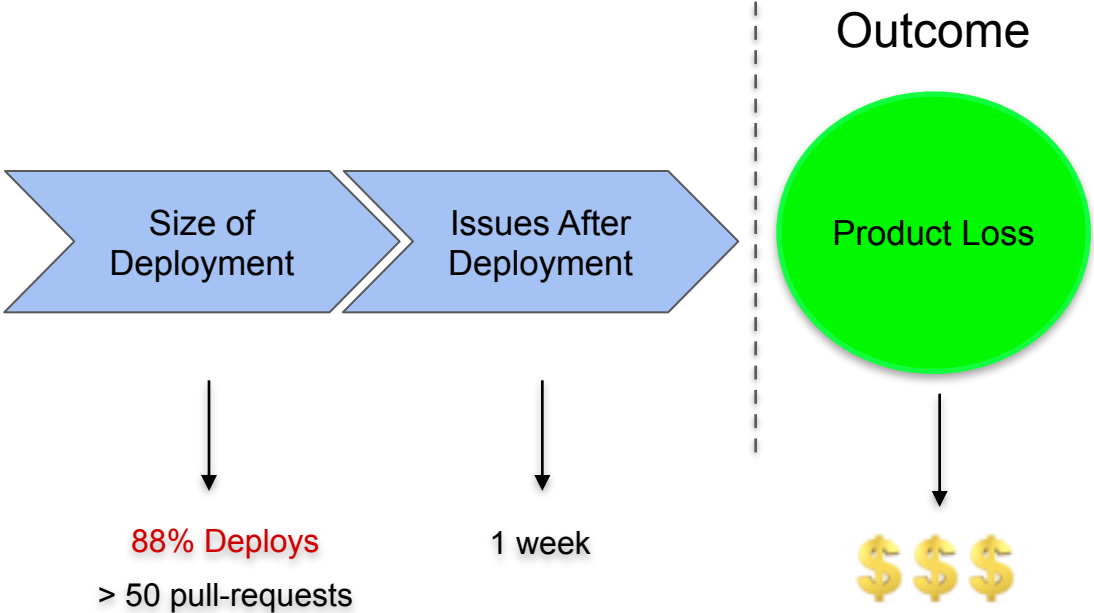 Outcome
Size of
Deployment
Issues After
Deployment
Product Loss
88% Deploys
> 50 pull-requests
1 week
$$$